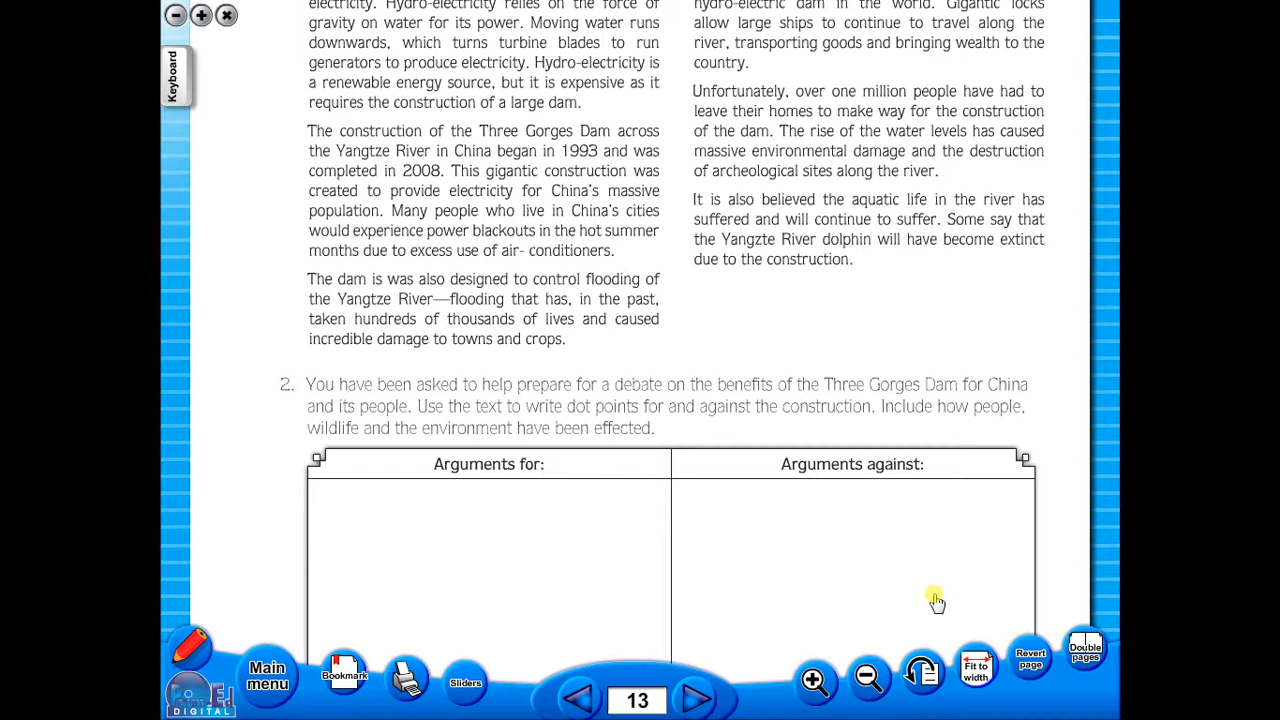 Keyboard
electricity. Hydro-electricity relies on the force of
gravity on water for its power. Moving water runs
downwards, which turns turbine blades to run
generators to produce electricity. Hydro-electricity is
a renewable energy source, but it is expensive as it
requires the construction of a large dam.
The construction of the Three Gorges Dam across
the Yangtze River in China began in 1993 and was
completed in 2008. This gigantic construction was
created to provide electricity for China's massive
population. Many people who live in China's cities
would experience power blackouts in the hot summer
months due to excess use of air- conditioners.
The dam is was also designed to control flooding of
the Yangtze River—flooding that has, in the past,
taken hundreds of thousands of lives and caused
incredible damage to towns and crops.
hydro-electric dam in the world. Gigantic locks
allow large ships to continue to travel along the
river, transporting goods and bringing wealth to the
country.
Unfortunately, over one million people have had to
leave their homes to make way for the construction
of the dam. The rise of the water levels has caused
massive environmental damage and the destruction
of archeological sites along the river.
It is also believed the aquatic life in the river has
suffered and will continue to suffer. Some say that
the Yangzte River dolphin will have become extinct
due to the construction.
2. You have been asked to help prepare for a debate on the benefits of the Three Gorges Dam for China
and its people. Use the text to write dot points for and against the construction. Include how people,
wildlife and the environment have been effected.
Arguments for:
Arguments against:
Main
menu
Bookmark
Sliders
13
Fit to
width
Revert
page
Double
pages
DIGITAL